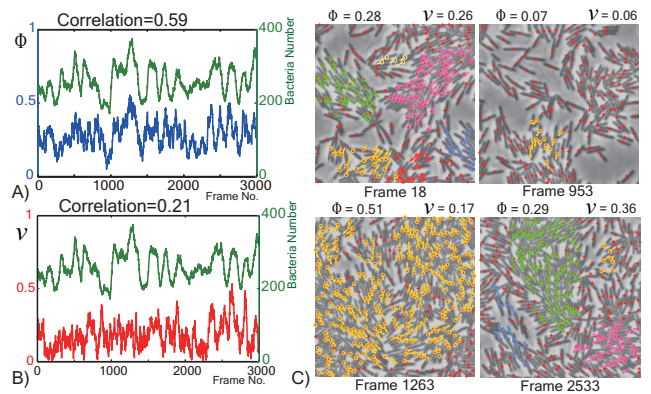 Correlation=0.59
1
400
Φ
0.5
200
Bacteria Number
0
0
0
1000
2000
3000
A)
Frame No.
Correlation=0.21
1
400
v
0.5
200
Bacteria Number
0
0
0
1000
2000
3000
B)
Frame No.
Φ = 0.28 v = 0.26
Frame 18
Φ = 0.07 v = 0.06
Frame 953
Φ = 0.51 v = 0.17
Frame 1263
Φ = 0.29 v = 0.36
Frame 2533
C)